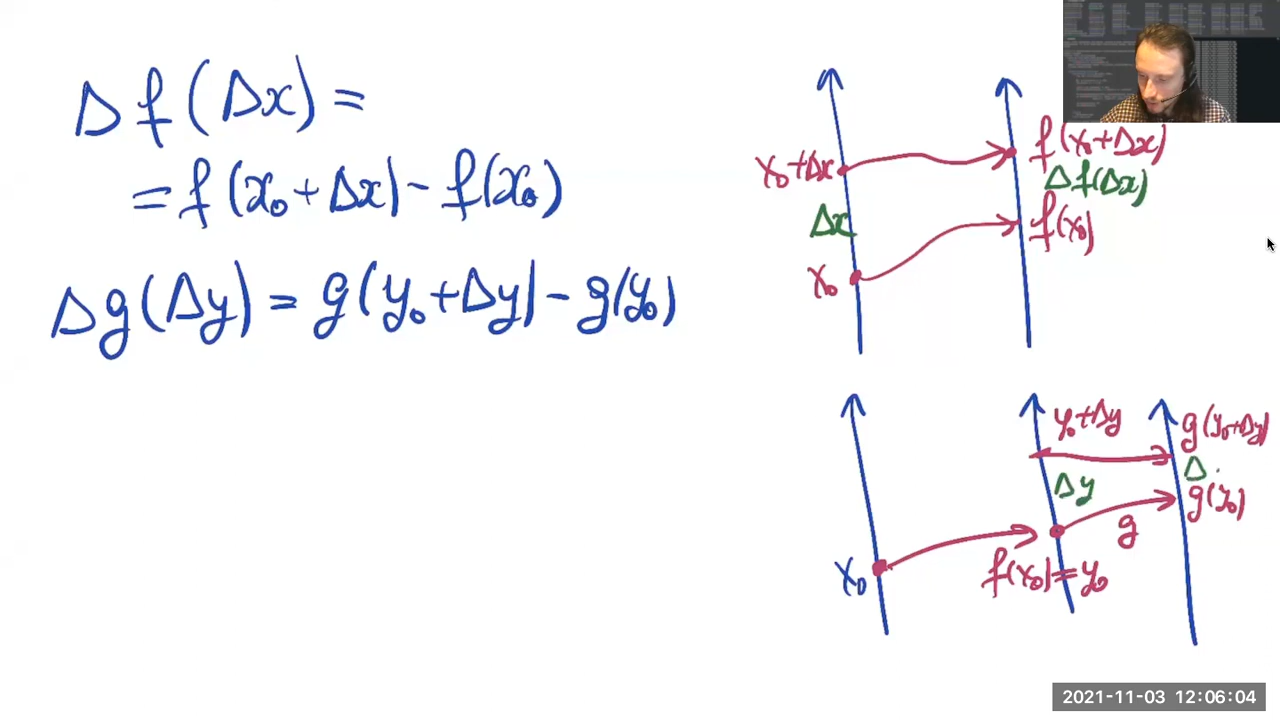 Δf(Δx)=
=f(x₀+Δx)-f(x₀)
Δg(Δy)=g(y₀+Δy)-g(y₀)
x₀+Δx
f(x₀+Δx)
Δx
Δf(Δx)
x₀
f(x₀)
y₀+Δy
g(y₀+Δy)
Δy
Δ
g(y₀)
g
x₀
f(x₀)=y₀
2021-11-03 12:06:04